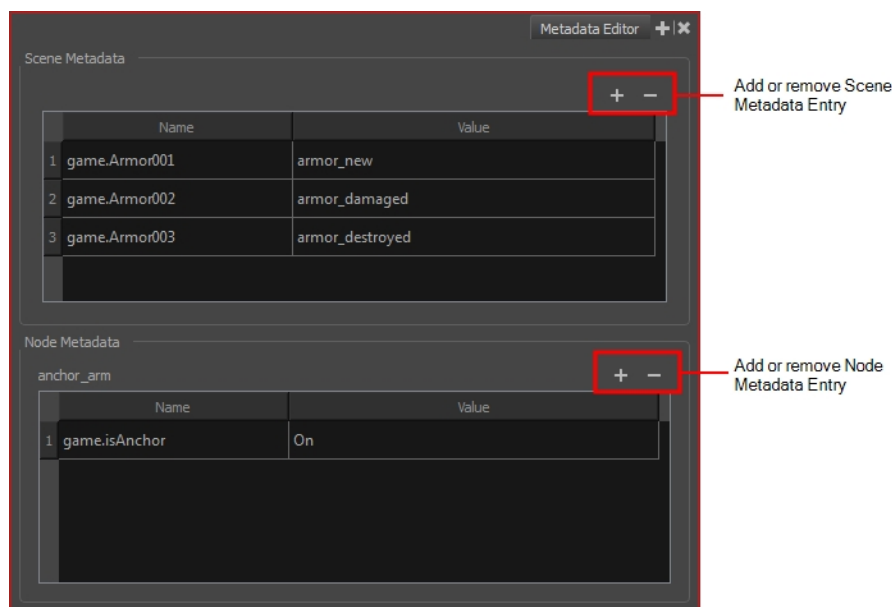 Metadata Editor
Scene Metadata
Add or remove Scene
Metadata Entry
Name Value
1 game.Armor001 armor_new
2 game.Armor002 armor_damaged
3 game.Armor003 armor_destroyed
Node Metadata
anchor_arm
Add or remove Node
Metadata Entry
Name Value
1 game.isAnchor On